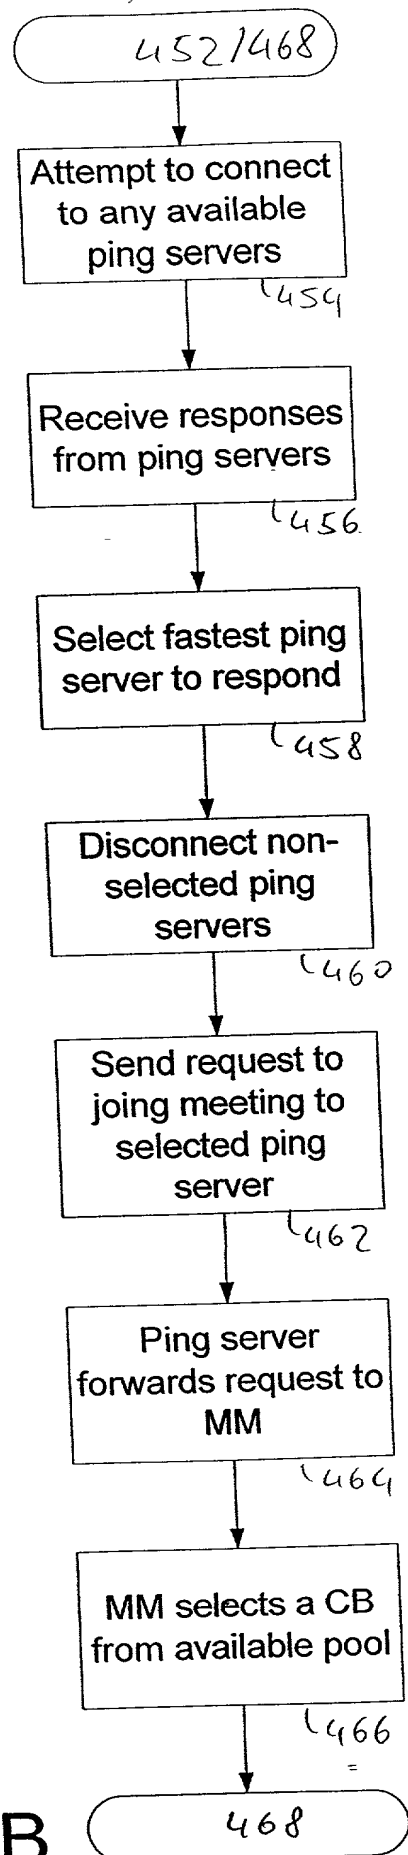 452/468
Attempt to connect
to any available
ping servers
454
Receive responses
from ping servers
456
Select fastest ping
server to respond
458
Disconnect non-
selected ping
servers
460
Send request to
joing meeting to
selected ping
server
462
Ping server
forwards request to
MM
464
MM selects a CB
from available pool
466
468
B